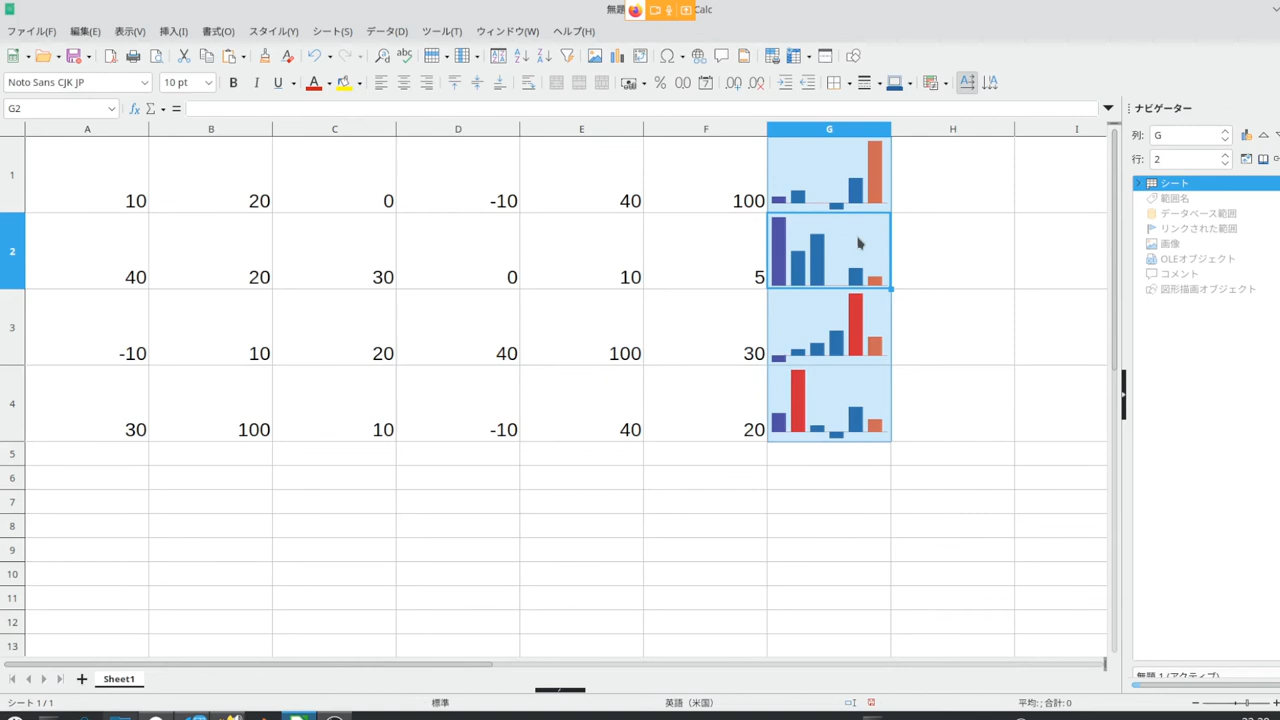 無題 Calc
ファイル(F) 編集(E) 表示(V) 挿入(I) 書式(O) スタイル(Y) シート(S) データ(D) ツール(T) ウィンドウ(W) ヘルプ(H)
Noto Sans CJK JP 10 pt
G2
ナビゲーター
A B C D E F G H I
列: G
行: 2
1 10 20 0 -10 40 100
2 40 20 30 0 10 5
3 -10 10 20 40 100 30
4 30 100 10 -10 40 20
5
6
7
8
9
10
11
12
13
シート
範囲名
データベース範囲
リンクされた範囲
画像
OLEオブジェクト
コメント
図形描画オブジェクト
無題 1 (アクティブ)
Sheet1
シート 1 / 1 標準 英語 (米国) 平均: ; 合計: 0